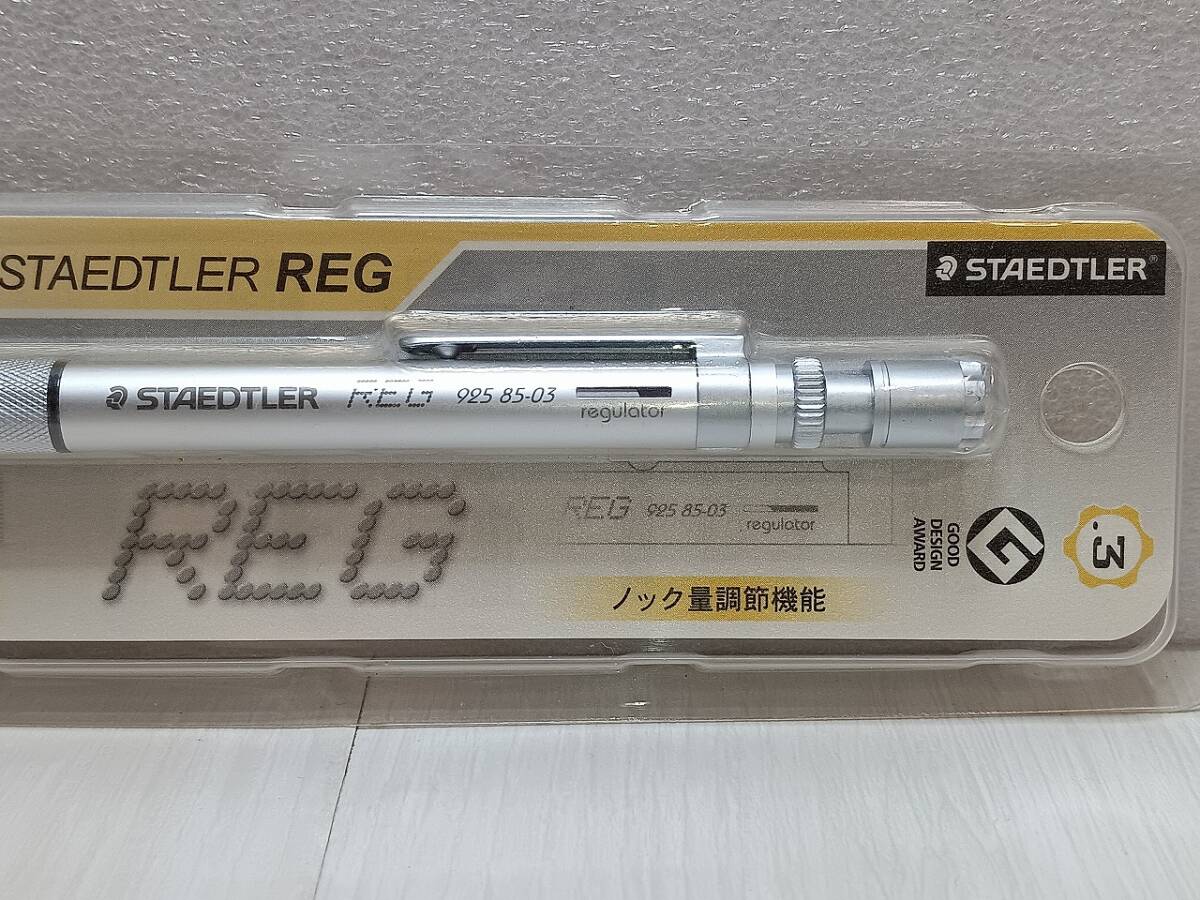 STAEDTLER REG
STAEDTLER®
STAEDTLER REG 925 85-03 regulator
REG
REG 925 85-03 regulator
GOOD
DESIGN
AWARD
.3
ノック量調節機能